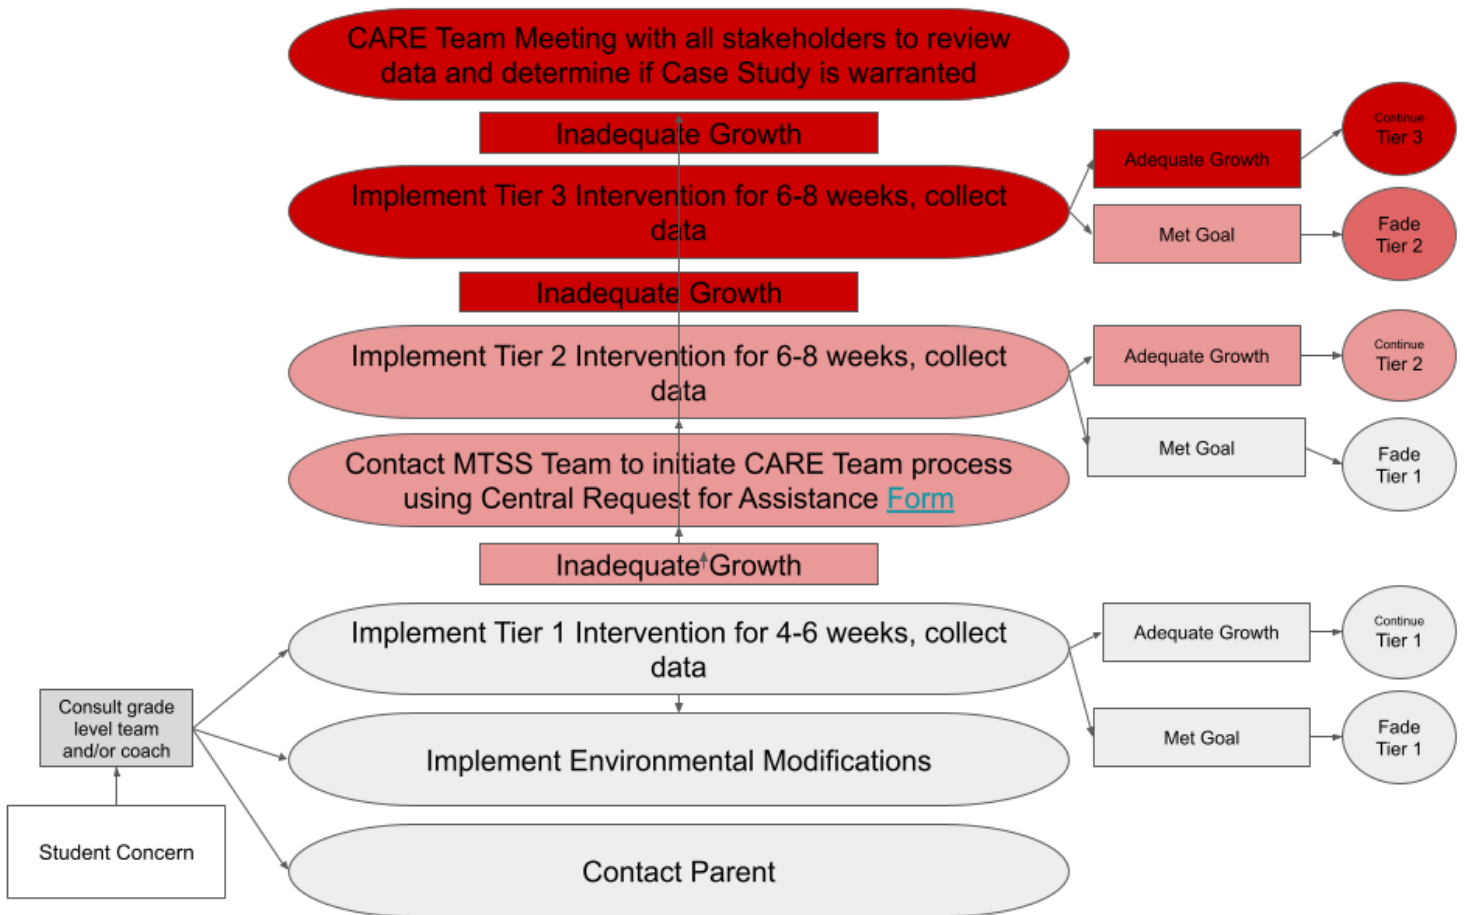 CARE Team Meeting with all stakeholders to review
data and determine if Case Study is warranted
Inadequate Growth
Implement Tier 3 Intervention for 6-8 weeks, collect
data
Adequate Growth
Continue
Tier 3
Met Goal
Fade
Tier 2
Inadequate Growth
Implement Tier 2 Intervention for 6-8 weeks, collect
data
Adequate Growth
Continue
Tier 2
Met Goal
Fade
Tier 1
Contact MTSS Team to initiate CARE Team process
using Central Request for Assistance Form
Inadequate Growth
Implement Tier 1 Intervention for 4-6 weeks, collect
data
Adequate Growth
Continue
Tier 1
Met Goal
Fade
Tier 1
Consult grade
level team
and/or coach
Implement Environmental Modifications
Student Concern
Contact Parent